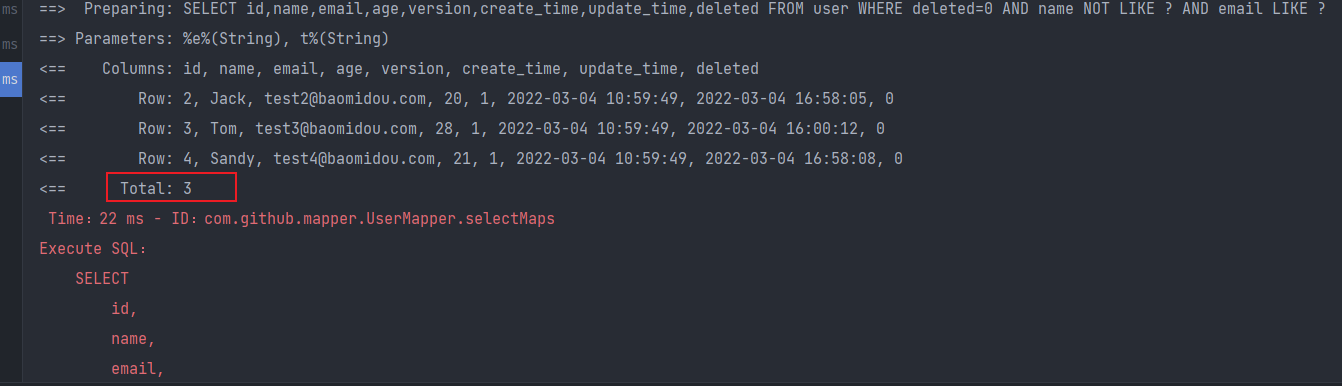 ms
ms
ms
==>  Preparing: SELECT id,name,email,age,version,create_time,update_time,deleted FROM user WHERE deleted=0 AND name NOT LIKE ? AND email LIKE ?
==> Parameters: %e%(String), t%(String)
<==    Columns: id, name, email, age, version, create_time, update_time, deleted
<==        Row: 2, Jack, test2@baomidou.com, 20, 1, 2022-03-04 10:59:49, 2022-03-04 16:58:05, 0
<==        Row: 3, Tom, test3@baomidou.com, 28, 1, 2022-03-04 10:59:49, 2022-03-04 16:00:12, 0
<==        Row: 4, Sandy, test4@baomidou.com, 21, 1, 2022-03-04 10:59:49, 2022-03-04 16:58:08, 0
<==      Total: 3
 Time：22 ms - ID：com.github.mapper.UserMapper.selectMaps
Execute SQL：
    SELECT
        id,
        name,
        email,